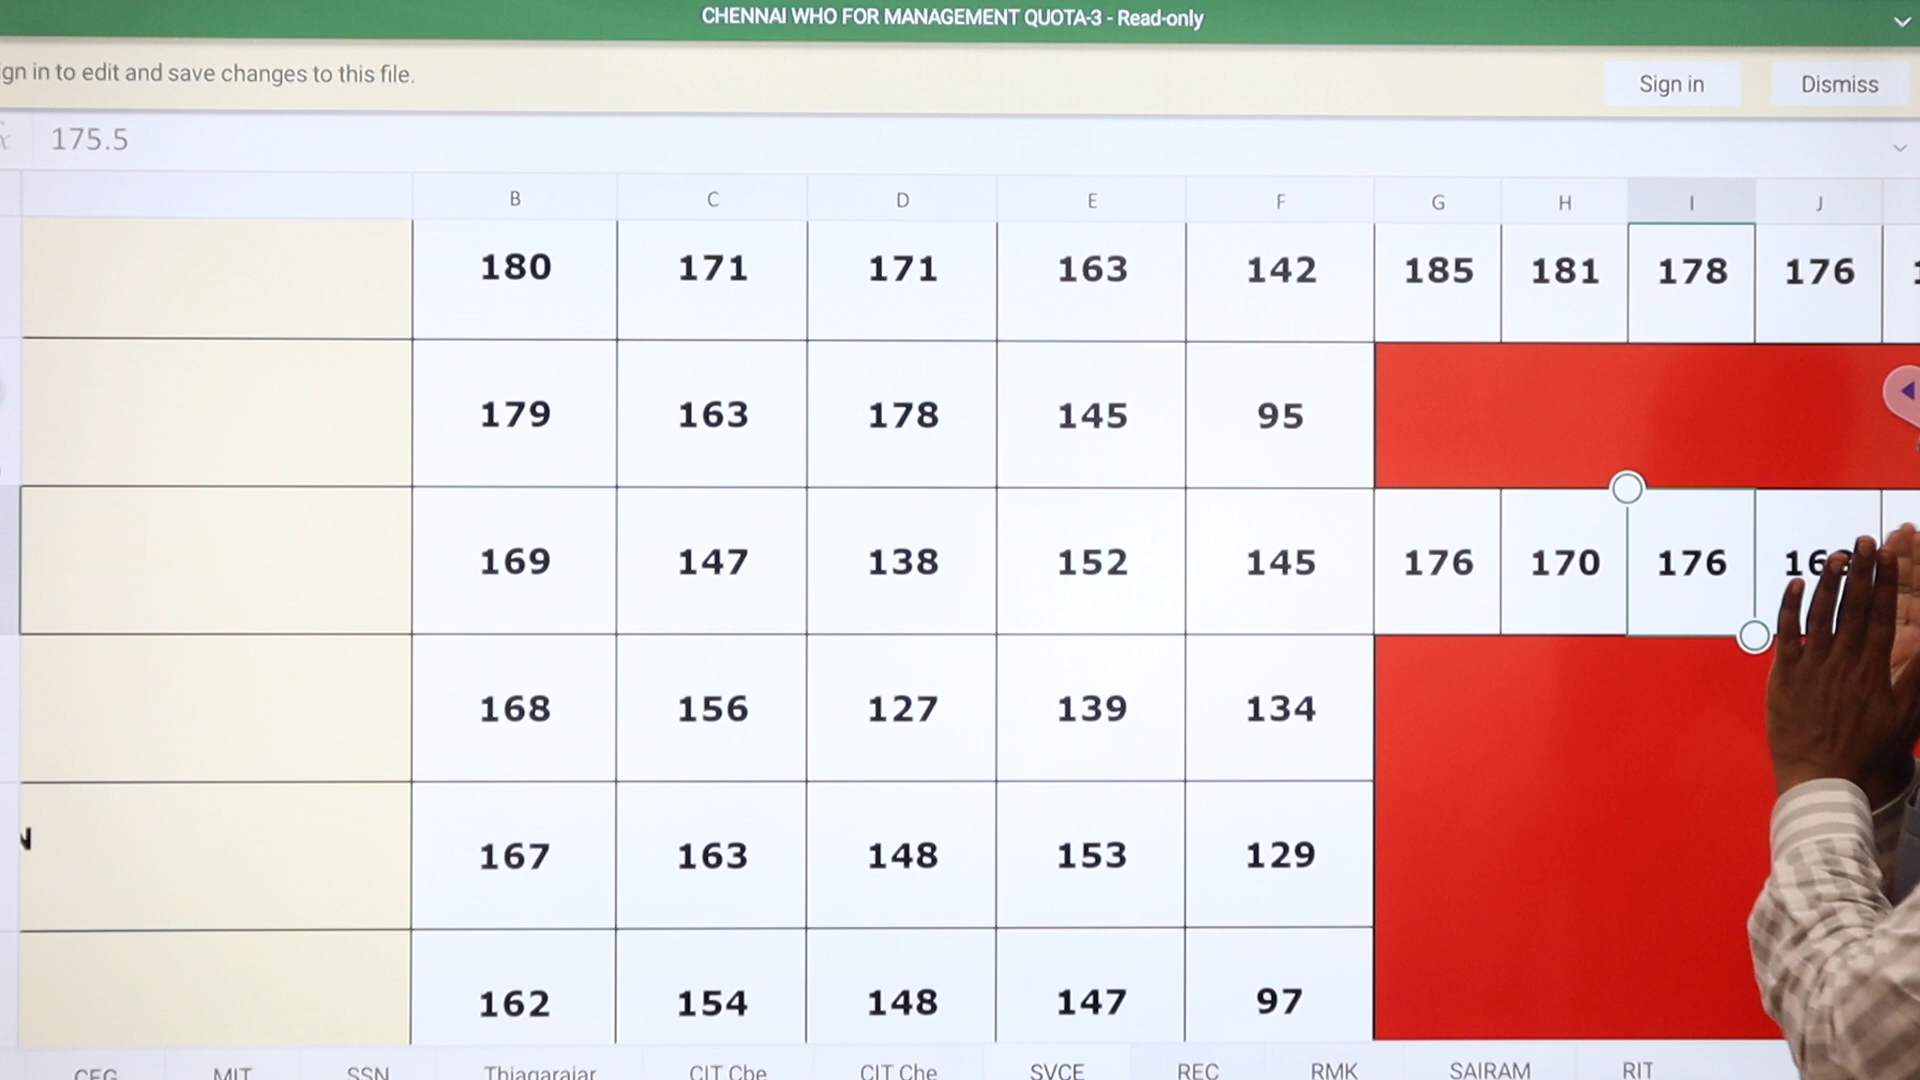 CHENNAI WHO FOR MANAGEMENT QUOTA-3 - Read-only
gn in to edit and save changes to this file.
Sign in
Dismiss
175.5
B C D E F G H I J
180 171 171 163 142 185 181 178 176
179 163 178 145 95
169 147 138 152 145 176 170 176
168 156 127 139 134
N
167 163 148 153 129
162 154 148 147 97
CEG MIT SSN Thiagarajar CIT Cbe CIT Che SVCE REC RMK SAIRAM RIT